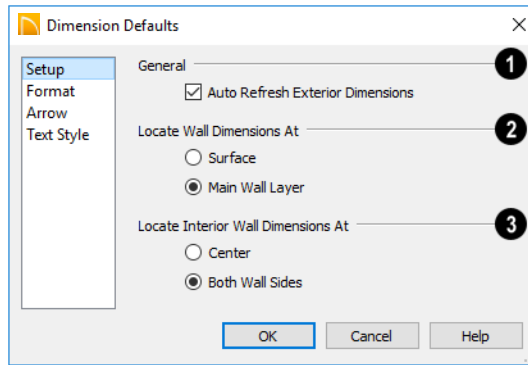 Dimension Defaults
Setup
Format
Arrow
Text Style
General
1
Auto Refresh Exterior Dimensions
Locate Wall Dimensions At
2
Surface
Main Wall Layer
Locate Interior Wall Dimensions At
3
Center
Both Wall Sides
OK
Cancel
Help